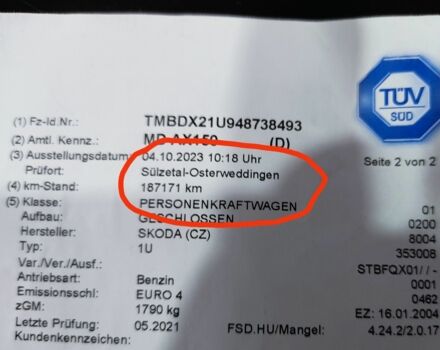 TÜV
SÜD
(1) Fz-Id.Nr.: TMBDX21U948738493
(2) Amtl. Kennz.: MD-AX150 (D)
(3) Ausstellungsdatum: 04.10.2023 10:18 Uhr Seite 2 von 2
Prüfort: Sülzetal-Osterweddingen
(4) km-Stand: 187171 km
(5) Klasse: PERSONENKRAFTWAGEN 01
Aufbau: GESCHLOSSEN 0200
Hersteller: SKODA (CZ) 8004
Typ: 1U 353008
Var./Ver./Ausf.: STBFQX01/ /-
Antriebsart: Benzin 0001
Emissionsschl.: EURO 4 0462
zGM: 1790 kg EZ: 16.01.2004
Letzte Prüfung: 05.2021 FSD.HU/Mangel: 4.24.2/2.0.17
Kundenkennzeichen: